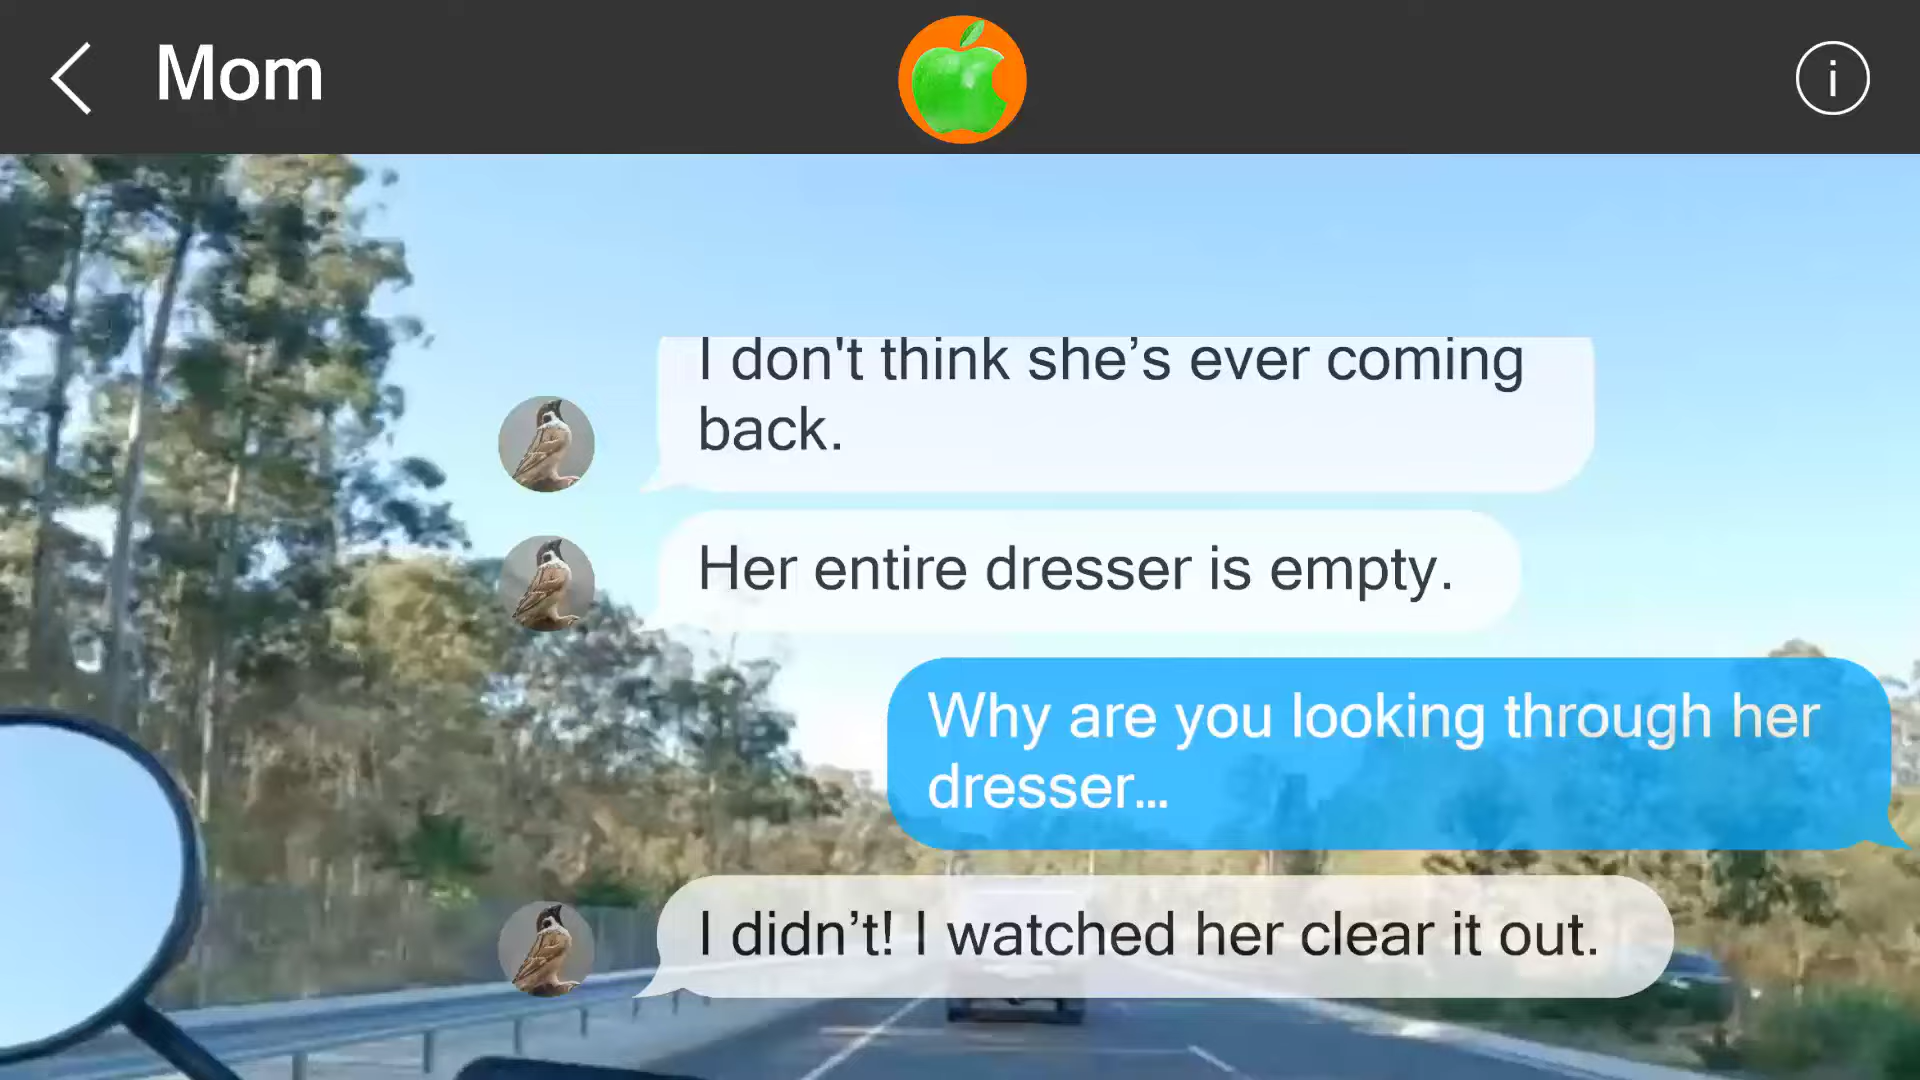 Mom
i
I don't think she’s ever coming
back.
Her entire dresser is empty.
Why are you looking through her
dresser...
I didn’t! I watched her clear it out.